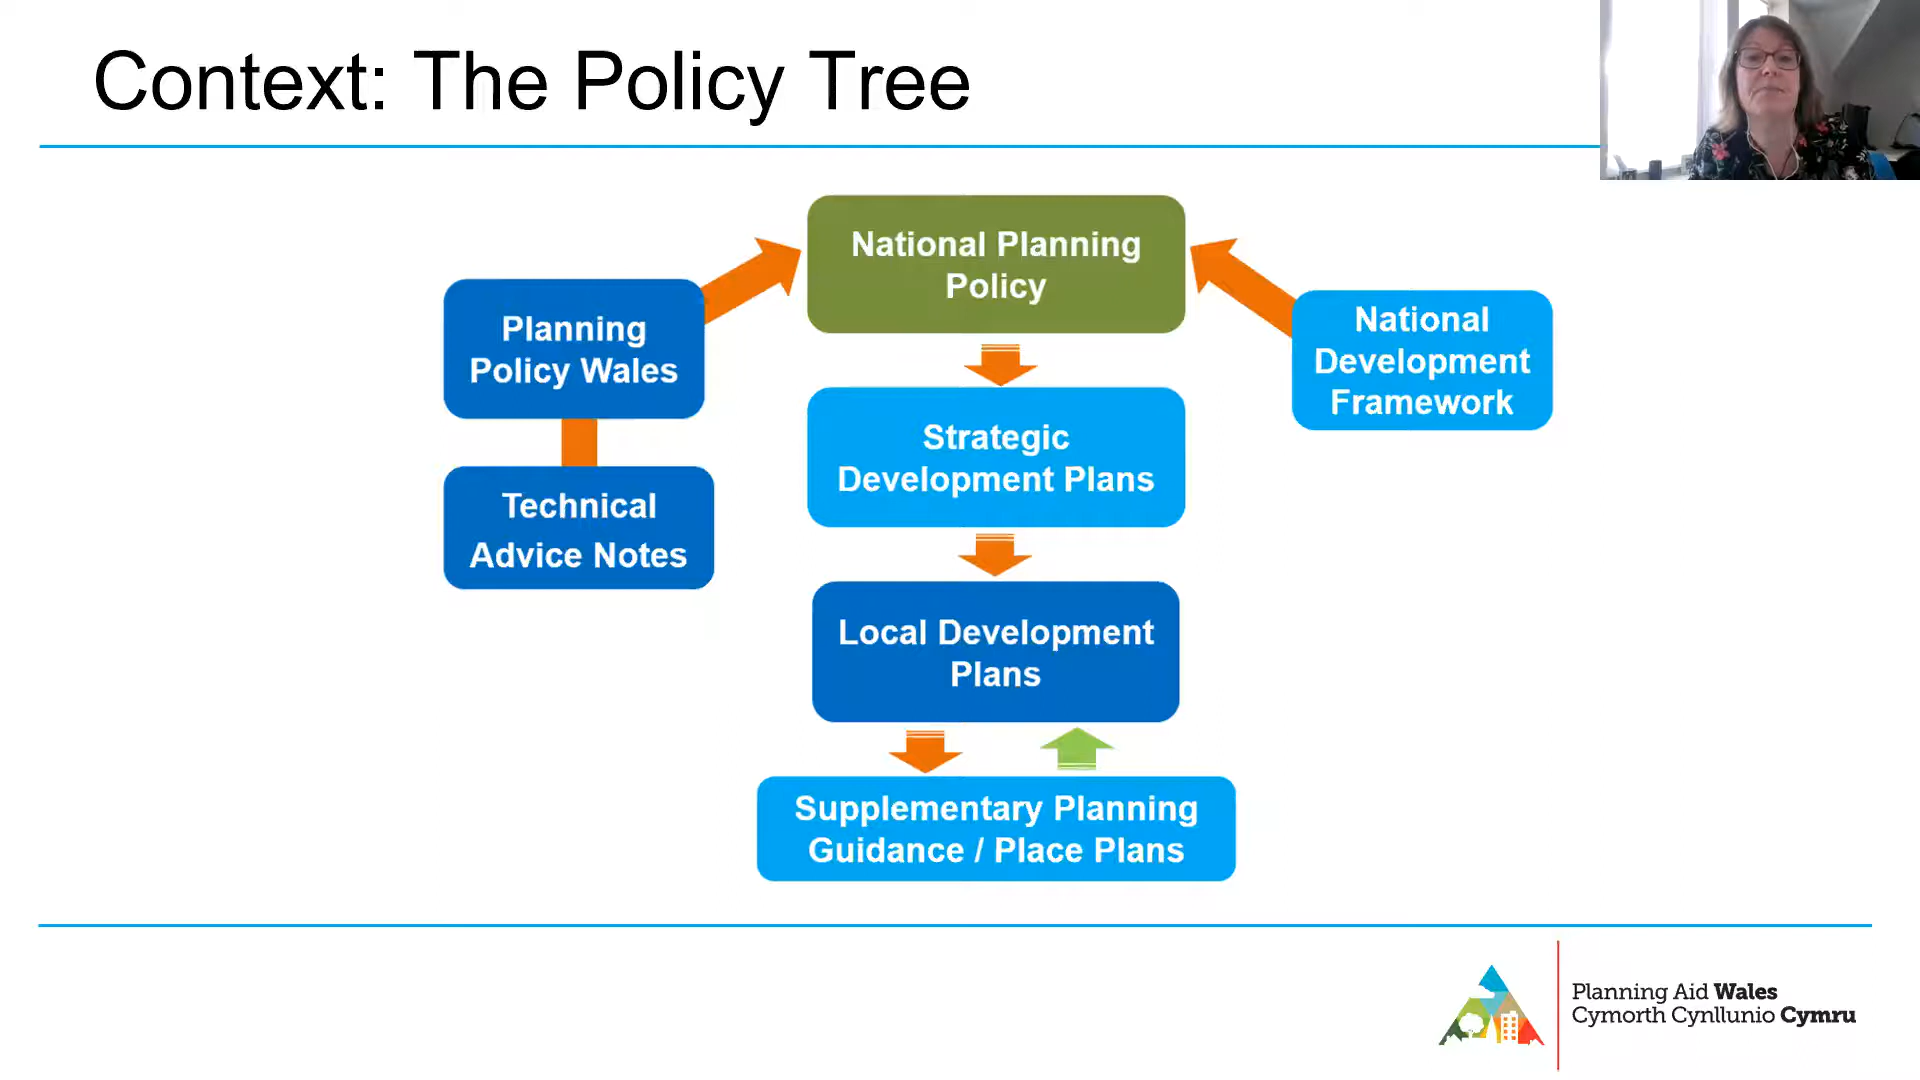 Context: The Policy Tree
National Planning
Policy
Planning
Policy Wales
National
Development
Framework
Strategic
Development Plans
Technical
Advice Notes
Local Development
Plans
Supplementary Planning
Guidance / Place Plans
Planning Aid Wales
Cymorth Cynllunio Cymru